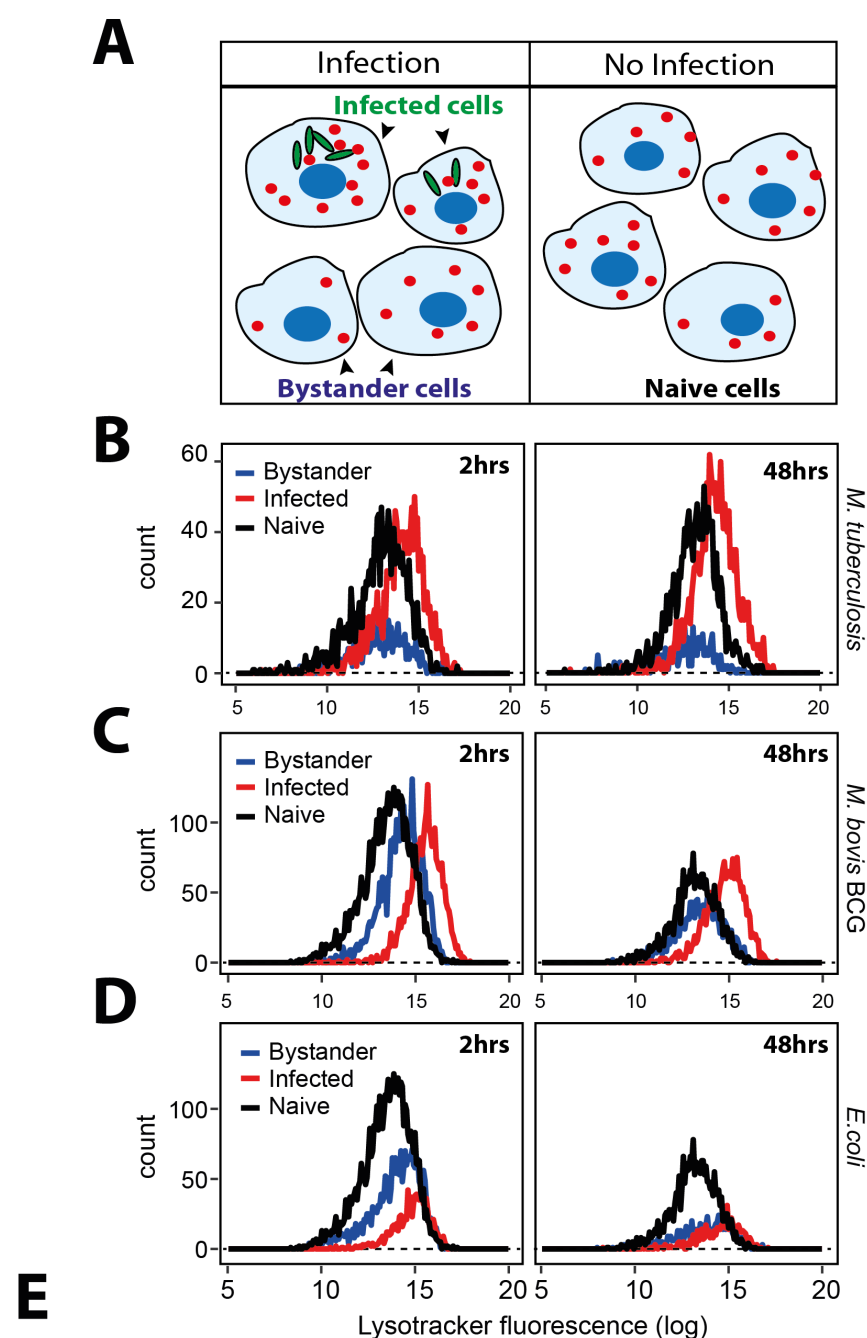 A
Infection
No Infection
Infected cells
Bystander cells
Naive cells
B
Bystander
Infected
Naive
2hrs
48hrs
count
60
40
20
0
5 10 15 20
5 10 15 20
M. tuberculosis
C
Bystander
Infected
Naive
2hrs
48hrs
count
100
50
0
5 10 15 20
5 10 15 20
M. bovis BCG
D
Bystander
Infected
Naive
2hrs
48hrs
count
100
50
0
5 10 15 20
5 10 15 20
E.coli
E
Lysotracker fluorescence (log)